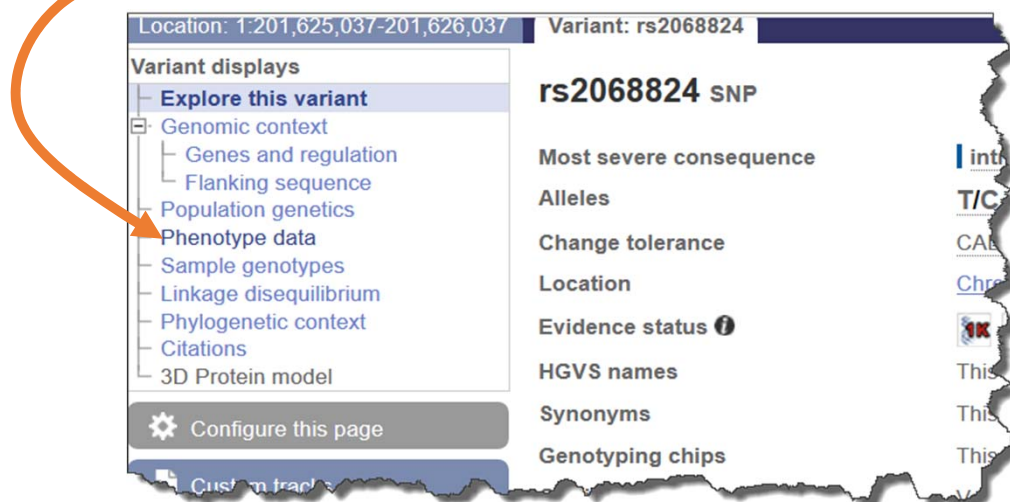 Location: 1:201,625,037-201,626,037
Variant: rs2068824
Variant displays
Explore this variant
Genomic context
Genes and regulation
Flanking sequence
Population genetics
Phenotype data
Sample genotypes
Linkage disequilibrium
Phylogenetic context
Citations
3D Protein model
Configure this page
Custom tracks
rs2068824 SNP
Most severe consequence
Alleles T/C
Change tolerance
Location
Evidence status
HGVS names This
Synonyms This
Genotyping chips This